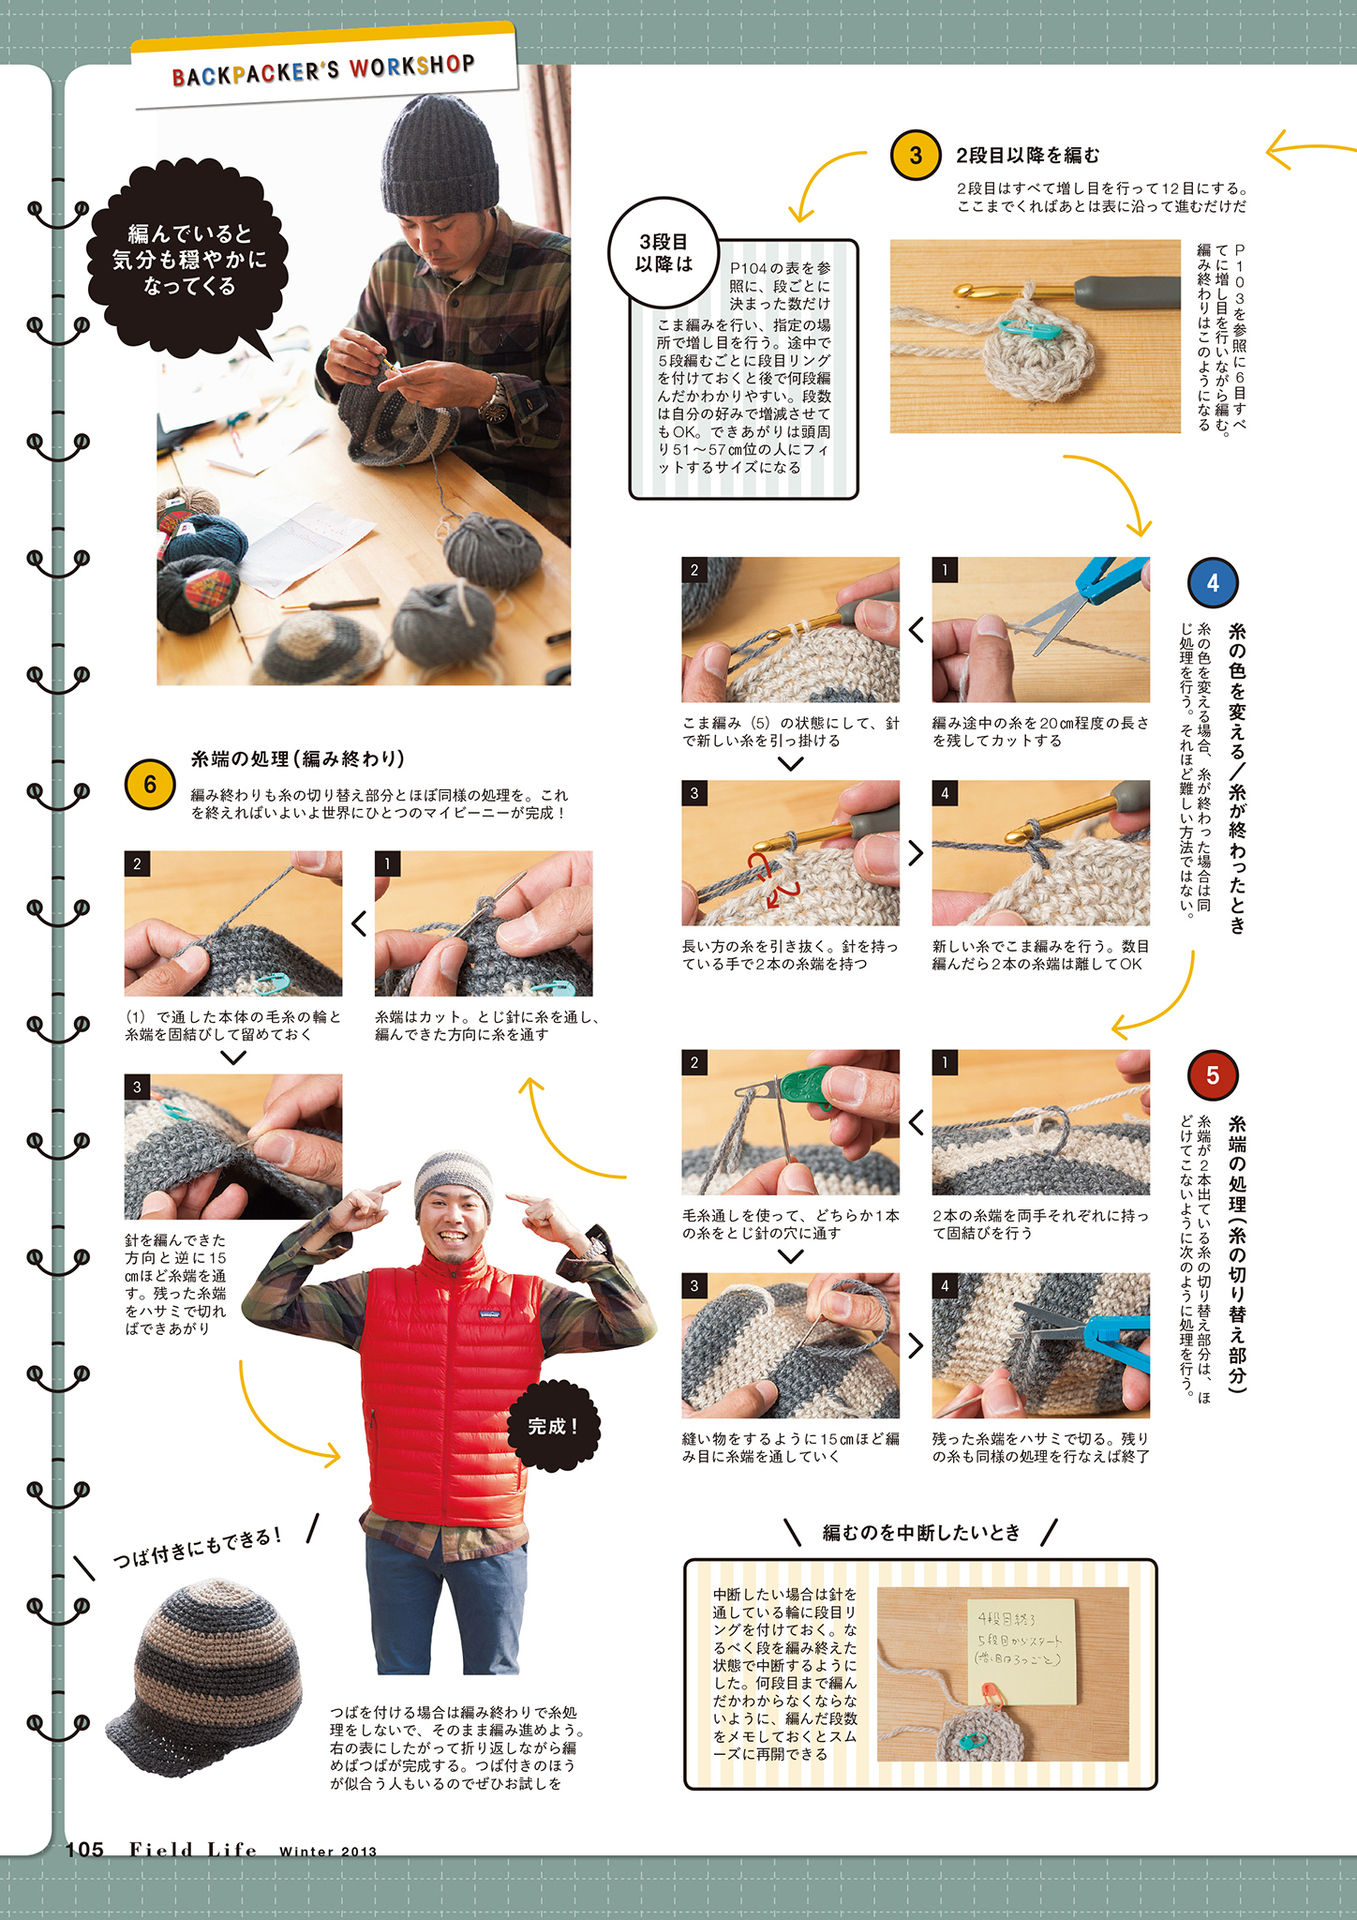 BACKPACKER'S WORKSHOP
編んでいると
気分も穏やかに
なってくる
3
2段目以降を編む
2段目はすべて増し目を行って12目にする。
ここまでくればあとは表に沿って進むだけだ
P103を参照に6目すべ
てに増し目を行いながら編む。
編み終わりはこのようになる
3段目
以降は
P104の表を参
照に、段ごとに
決まった数だけ
こま編みを行い、指定の場
所で増し目を行う。途中で
5段編むごとに段目リング
を付けておくと後で何段編
んだかわかりやすい。段数
は自分の好みで増減させて
もOK。できあがりは頭周
り51〜57㎝位の人にフィ
ットするサイズになる
4
糸の色を変える/糸が終わったとき
糸の色を変える場合、糸が終わった場合は同
じ処理を行う。それほど難しい方法ではない。
1
編み途中の糸を20㎝程度の長さ
を残してカットする
2
こま編み(5)の状態にして、針
で新しい糸を引っ掛ける
3
長い方の糸を引き抜く。針を持っ
ている手で2本の糸端を持つ
4
新しい糸でこま編みを行う。数目
編んだら2本の糸端は離してOK
5
糸端の処理(糸の切り替え部分)
糸端が2本出ている糸の切り替え部分は、ほ
どけてこないように次のように処理を行う。
1
2本の糸端を両手それぞれに持っ
て固結びを行う
2
毛糸通しを使って、どちらか1本
の糸をとじ針の穴に通す
3
縫い物をするように15㎝ほど編
み目に糸端を通していく
4
残った糸端をハサミで切る。残り
の糸も同様の処理を行なえば終了
6
糸端の処理(編み終わり)
編み終わりも糸の切り替え部分とほぼ同様の処理を。これ
を終えればいよいよ世界にひとつのマイビーニーが完成!
1
糸端はカット。とじ針に糸を通し、
編んできた方向に糸を通す
2
(1)で通した本体の毛糸の輪と
糸端を固結びして留めておく
3
針を編んできた
方向と逆に15
㎝ほど糸端を通
す。残った糸端
をハサミで切れ
ばできあがり
patagonia
完成!
つば付きにもできる!
つばを付ける場合は編み終わりで糸処
理をしないで、そのまま編み進めよう。
右の表にしたがって折り返しながら編
めばつばが完成する。つば付きのほう
が似合う人もいるのでぜひお試しを
編むのを中断したいとき
中断したい場合は針を
通している輪に段目リ
ングを付けておく。な
るべく段を編み終えた
状態で中断するように
した。何段目まで編ん
だかわからなくならな
いように、編んだ段数
をメモしておくとスム
ーズに再開できる
4段目終了
5段目からスタート
(増し目は3つごと)
105 Field Life Winter 2013